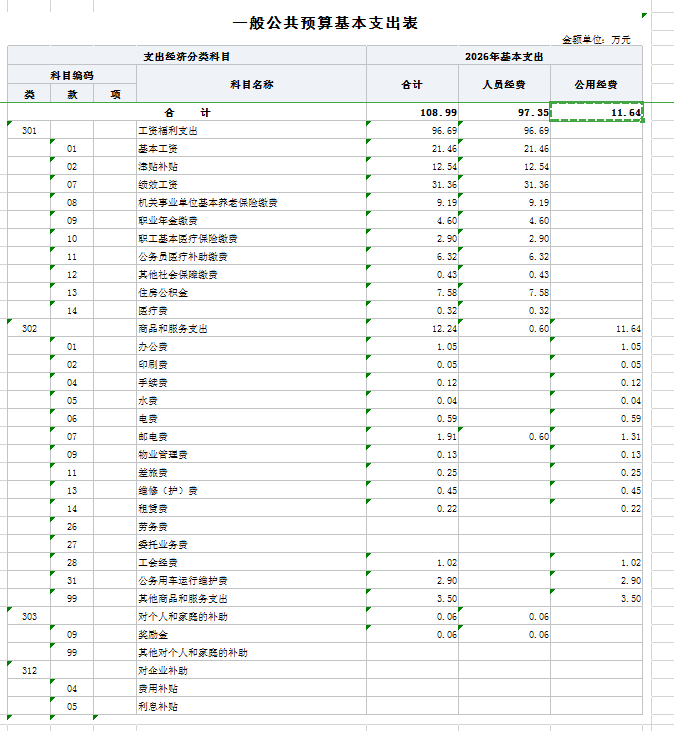 一般公共预算基本支出表
金额单位：万元
支出经济分类科目 2026年基本支出
科目编码 科目名称 合计 人员经费 公用经费
类 款 项
合 计 108.99 97.35 11.64
301 工资福利支出 96.69 96.69
01 基本工资 21.46 21.46
02 津贴补贴 12.54 12.54
07 绩效工资 31.36 31.36
08 机关事业单位基本养老保险缴费 9.19 9.19
09 职业年金缴费 4.60 4.60
10 职工基本医疗保险缴费 2.90 2.90
11 公务员医疗补助缴费 6.32 6.32
12 其他社会保障缴费 0.43 0.43
13 住房公积金 7.58 7.58
14 医疗费 0.32 0.32
302 商品和服务支出 12.24 0.60 11.64
01 办公费 1.05 1.05
02 印刷费 0.05 0.05
04 手续费 0.12 0.12
05 水费 0.04 0.04
06 电费 0.59 0.59
07 邮电费 1.91 0.60 1.31
09 物业管理费 0.13 0.13
11 差旅费 0.25 0.25
13 维修（护）费 0.45 0.45
14 租赁费 0.22 0.22
26 劳务费
27 委托业务费
28 工会经费 1.02 1.02
31 公务用车运行维护费 2.90 2.90
99 其他商品和服务支出 3.50 3.50
303 对个人和家庭的补助 0.06 0.06
09 奖励金 0.06 0.06
99 其他对个人和家庭的补助
312 对企业补助
04 费用补贴
05 利息补贴